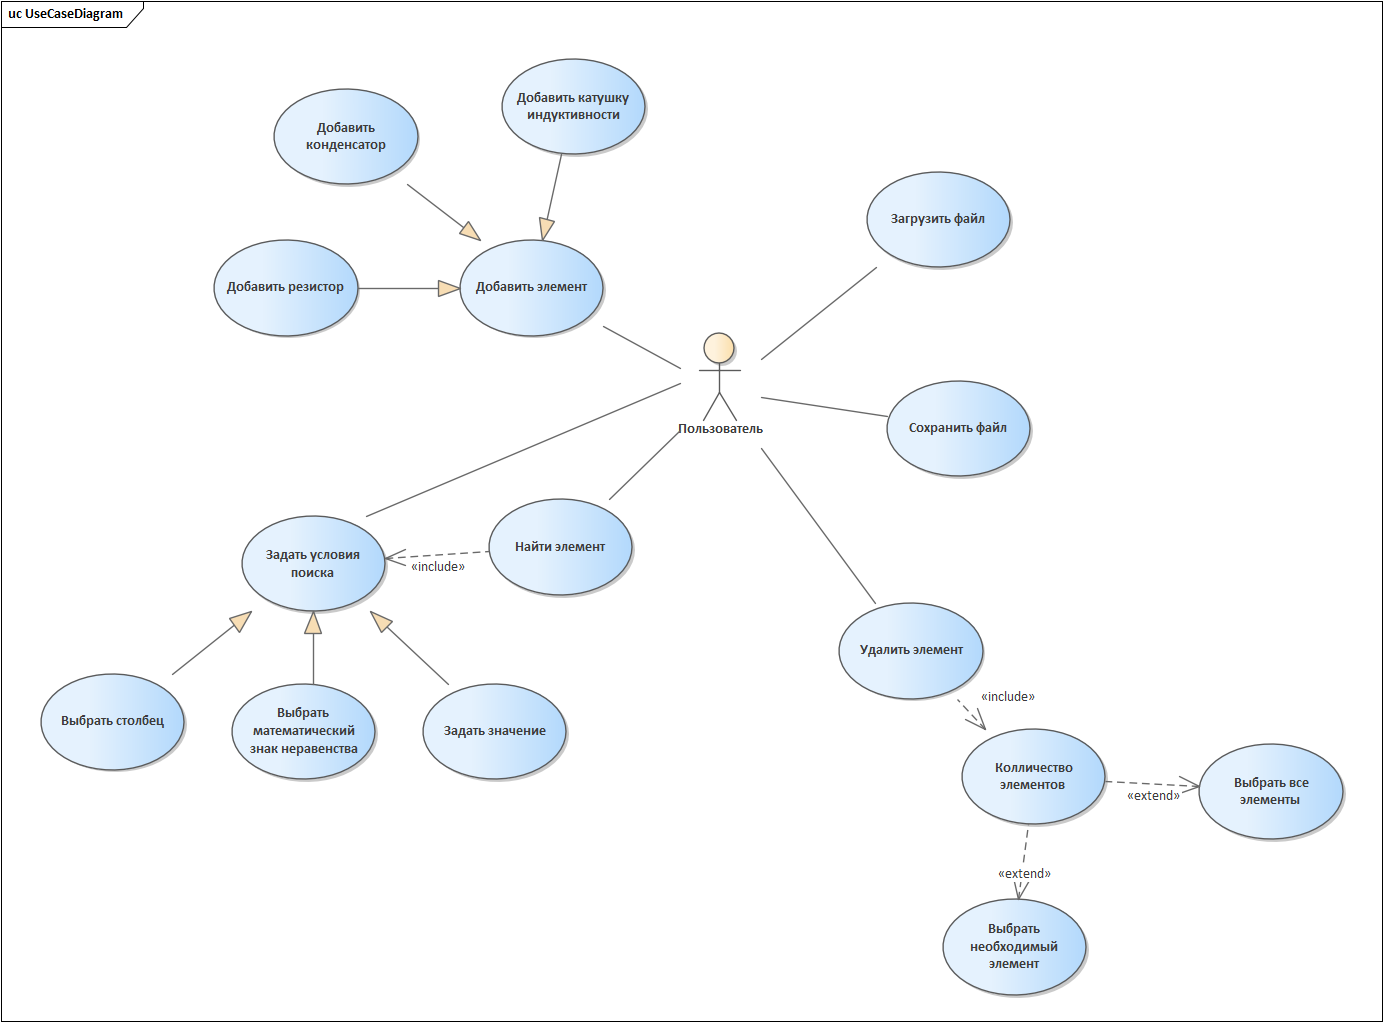 uc UseCaseDiagram
Добавить катушку
индуктивности
Добавить
конденсатор
Загрузить файл
Добавить резистор
Добавить элемент
Пользователь
Сохранить файл
Задать условия
поиска
«include»
Найти элемент
Удалить элемент
«include»
Выбрать столбец
Выбрать
математический
знак неравенства
Задать значение
Колличество
элементов
«extend»
Выбрать все
элементы
«extend»
Выбрать
необходимый
элемент